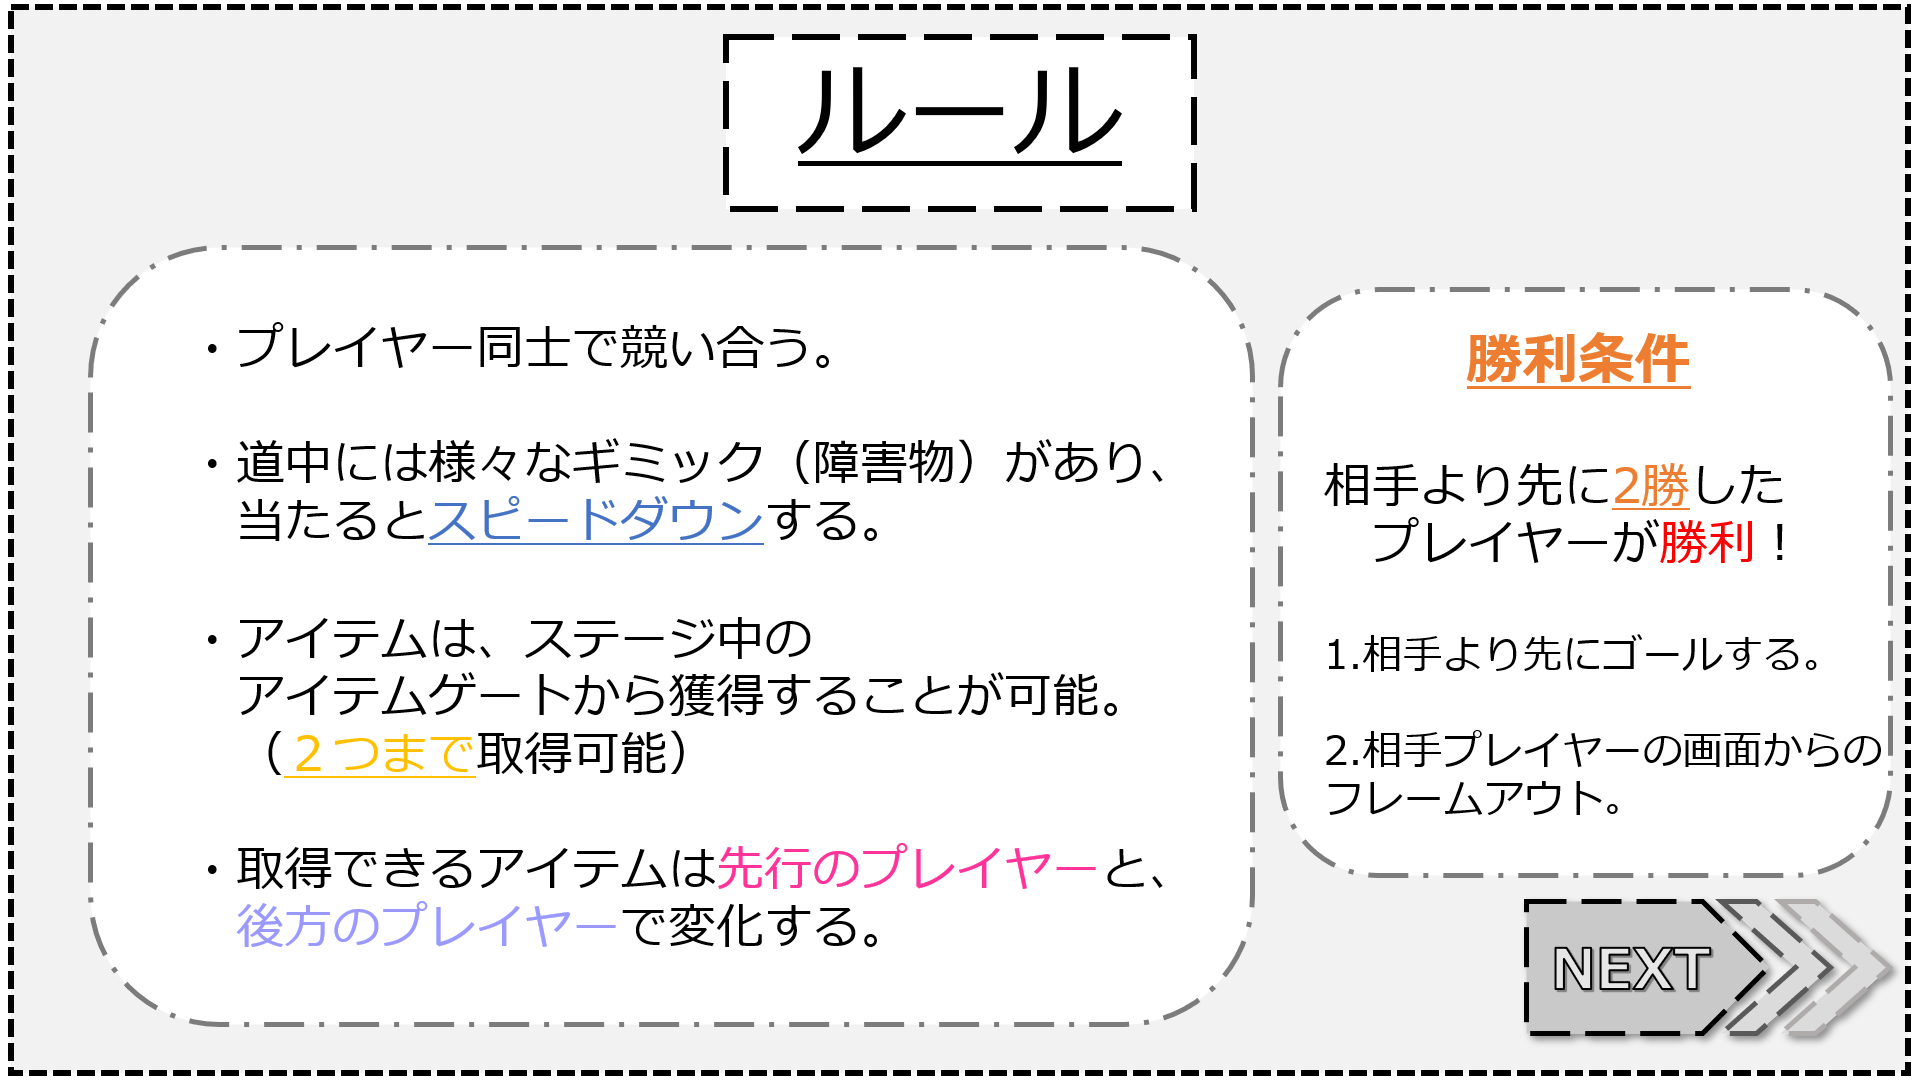 ルール
・プレイヤー同士で競い合う。
・道中には様々なギミック（障害物）があり、
当たるとスピードダウンする。
・アイテムは、ステージ中の
アイテムゲートから獲得することが可能。
（２つまで取得可能）
・取得できるアイテムは先行のプレイヤーと、
後方のプレイヤーで変化する。
勝利条件
相手より先に2勝した
プレイヤーが勝利！
1.相手より先にゴールする。
2.相手プレイヤーの画面からの
フレームアウト。
NEXT